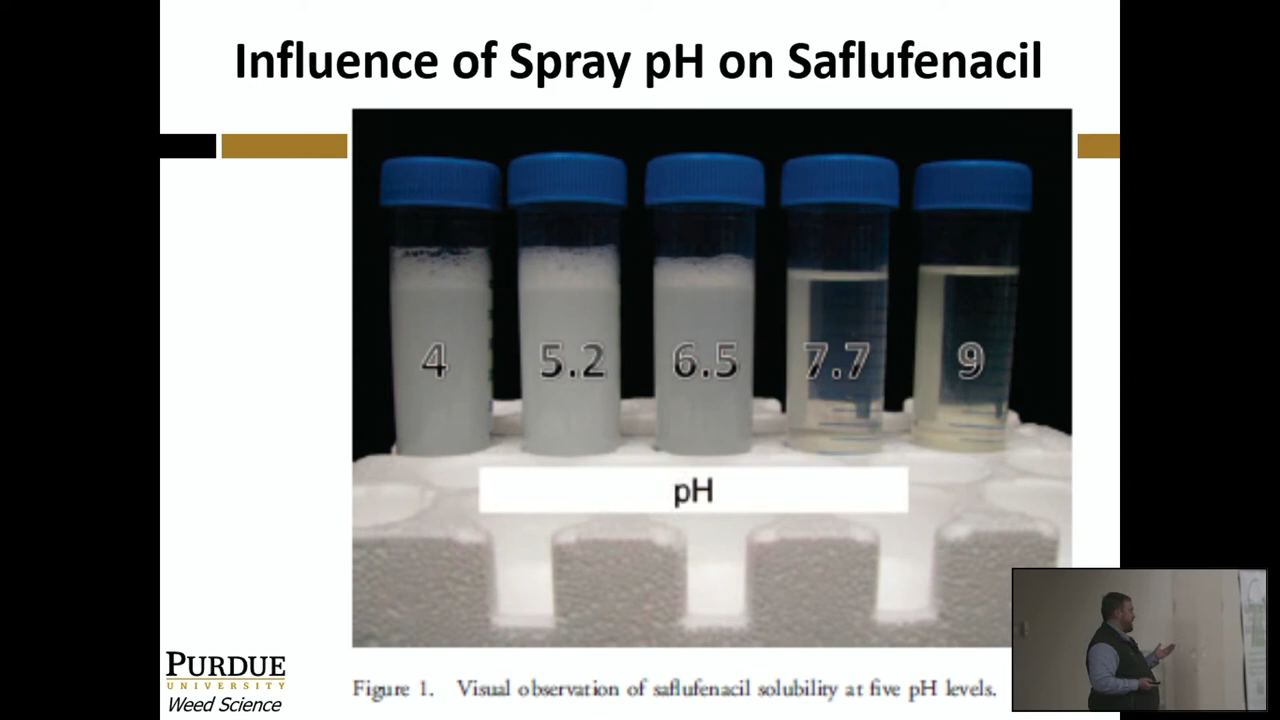 Influence of Spray pH on Saflufenacil
4
5.2
6.5
7.7
9
pH
Figure 1. Visual observation of saflufenacil solubility at five pH levels.
PURDUE
UNIVERSITY
Weed Science